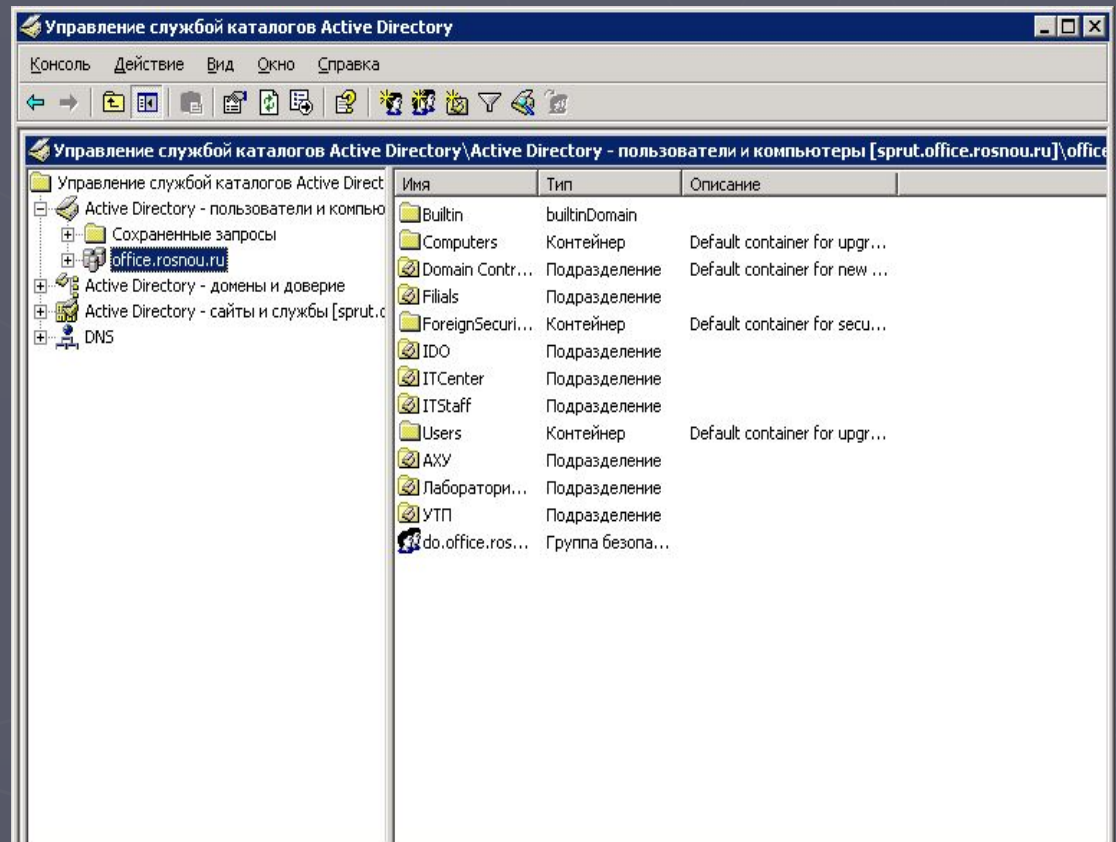 Управление службой каталогов Active Directory
Консоль Действие Вид Окно Справка
Управление службой каталогов Active Directory\Active Directory - пользователи и компьютеры [sprut.office.rosnou.ru]\office
Управление службой каталогов Active Direct
Active Directory - пользователи и компью
Сохраненные запросы
office.rosnou.ru
Active Directory - домены и доверие
Active Directory - сайты и службы [sprut.o
DNS
Имя Тип Описание
Builtin builtinDomain
Computers Контейнер Default container for upgr...
Domain Contr... Подразделение Default container for new ...
Filials Подразделение
ForeignSecuri... Контейнер Default container for secu...
IDO Подразделение
ITCenter Подразделение
ITStaff Подразделение
Users Контейнер Default container for upgr...
АХУ Подразделение
Лаборатори... Подразделение
УТП Подразделение
do.office.ros... Группа безопа...